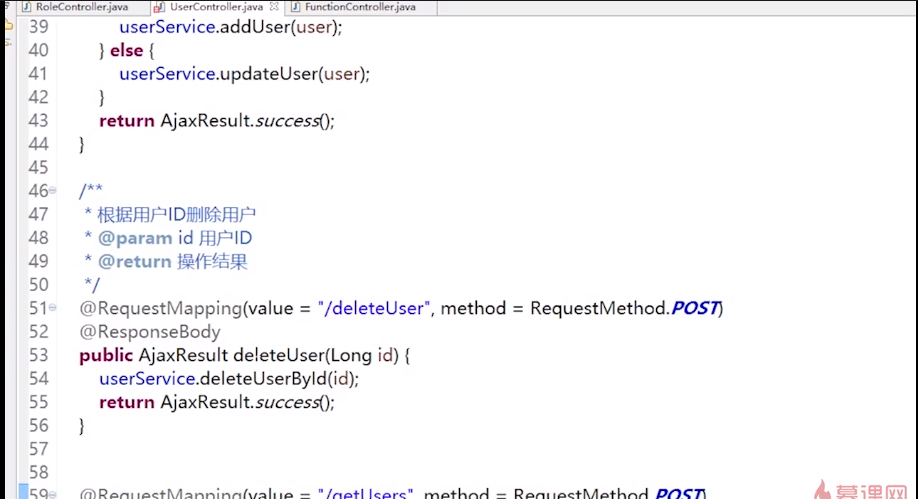 RoleController.java UserController.java FunctionController.java
39 userService.addUser(user);
40 } else {
41 userService.updateUser(user);
42 }
43 return AjaxResult.success();
44 }
45
46 /**
47 * 根据用户ID删除用户
48 * @param id 用户ID
49 * @return 操作结果
50 */
51 @RequestMapping(value = "/deleteUser", method = RequestMethod.POST)
52 @ResponseBody
53 public AjaxResult deleteUser(Long id) {
54 userService.deleteUserById(id);
55 return AjaxResult.success();
56 }
57
58
59 @RequestMapping(value = "/getUsers", method = RequestMethod.POST)
慕课网